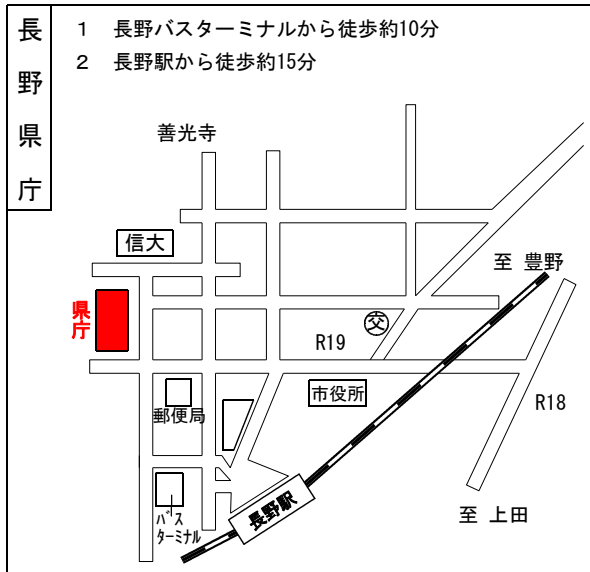 長野県庁
1 長野バスターミナルから徒歩約10分
2 長野駅から徒歩約15分
善光寺
信大
至 豊野
県庁
交
R19
市役所
R18
郵便局
長野駅
至 上田
バス
ターミナル